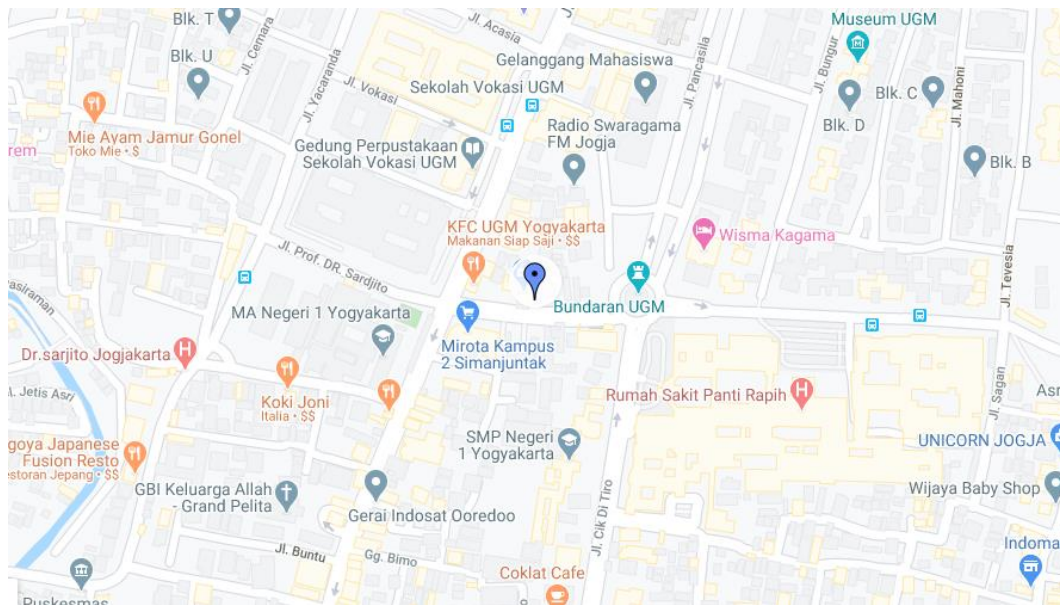 Blk. T
Jl. Acasia
Museum UGM
Blk. U
Jl. Cemara
Jl. Yacaranda
Gelanggang Mahasiswa
Jl. Pancasila
Jl. Bungur
Blk. C
Jl. Mahoni
Jl. Vokasi
Sekolah Vokasi UGM
Blk. D
Mie Ayam Jamur Gonel
Toko Mie • $
Gedung Perpustakaan
Sekolah Vokasi UGM
Radio Swaragama
FM Jogja
Blk. B
KFC UGM Yogyakarta
Makanan Siap Saji • $$
Wisma Kagama
Jl. Prof. DR. Sardjito
Jl. Tevesia
MA Negeri 1 Yogyakarta
Bundaran UGM
Mirota Kampus
2 Simanjuntak
Dr.sarjito Jogjakarta
Jl. Jetis Asri
Koki Joni
Italia • $$
Rumah Sakit Panti Rapih
Jl. Sagan
SMP Negeri
1 Yogyakarta
UNICORN JOGJA
goya Japanese
Fusion Resto
estoran Jepang • $$
GBI Keluarga Allah
- Grand Pelita
Gerai Indosat Ooredoo
Wijaya Baby Shop
Jl. Cik Di Tiro
Jl. Buntu
Gg. Bimo
Coklat Cafe
Indoma
Puskesmas